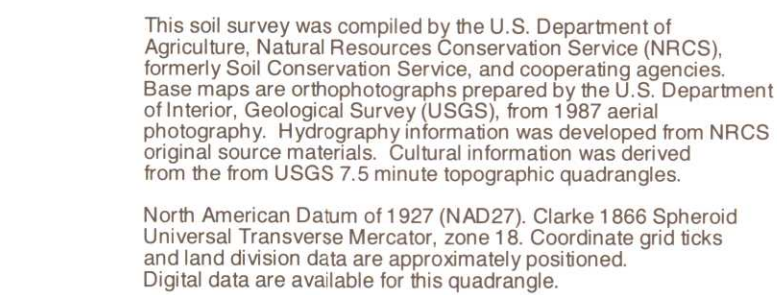 This soil survey was compiled by the U.S. Department of
Agriculture, Natural Resources Conservation Service (NRCS),
formerly Soil Conservation Service, and cooperating agencies.
Base maps are orthophotographs prepared by the U.S. Department
of Interior, Geological Survey (USGS), from 1987 aerial
photography. Hydrography information was developed from NRCS
original source materials. Cultural information was derived
from the from USGS 7.5 minute topographic quadrangles.
North American Datum of 1927 (NAD27). Clarke 1866 Spheroid
Universal Transverse Mercator, zone 18. Coordinate grid ticks
and land division data are approximately positioned.
Digital data are available for this quadrangle.